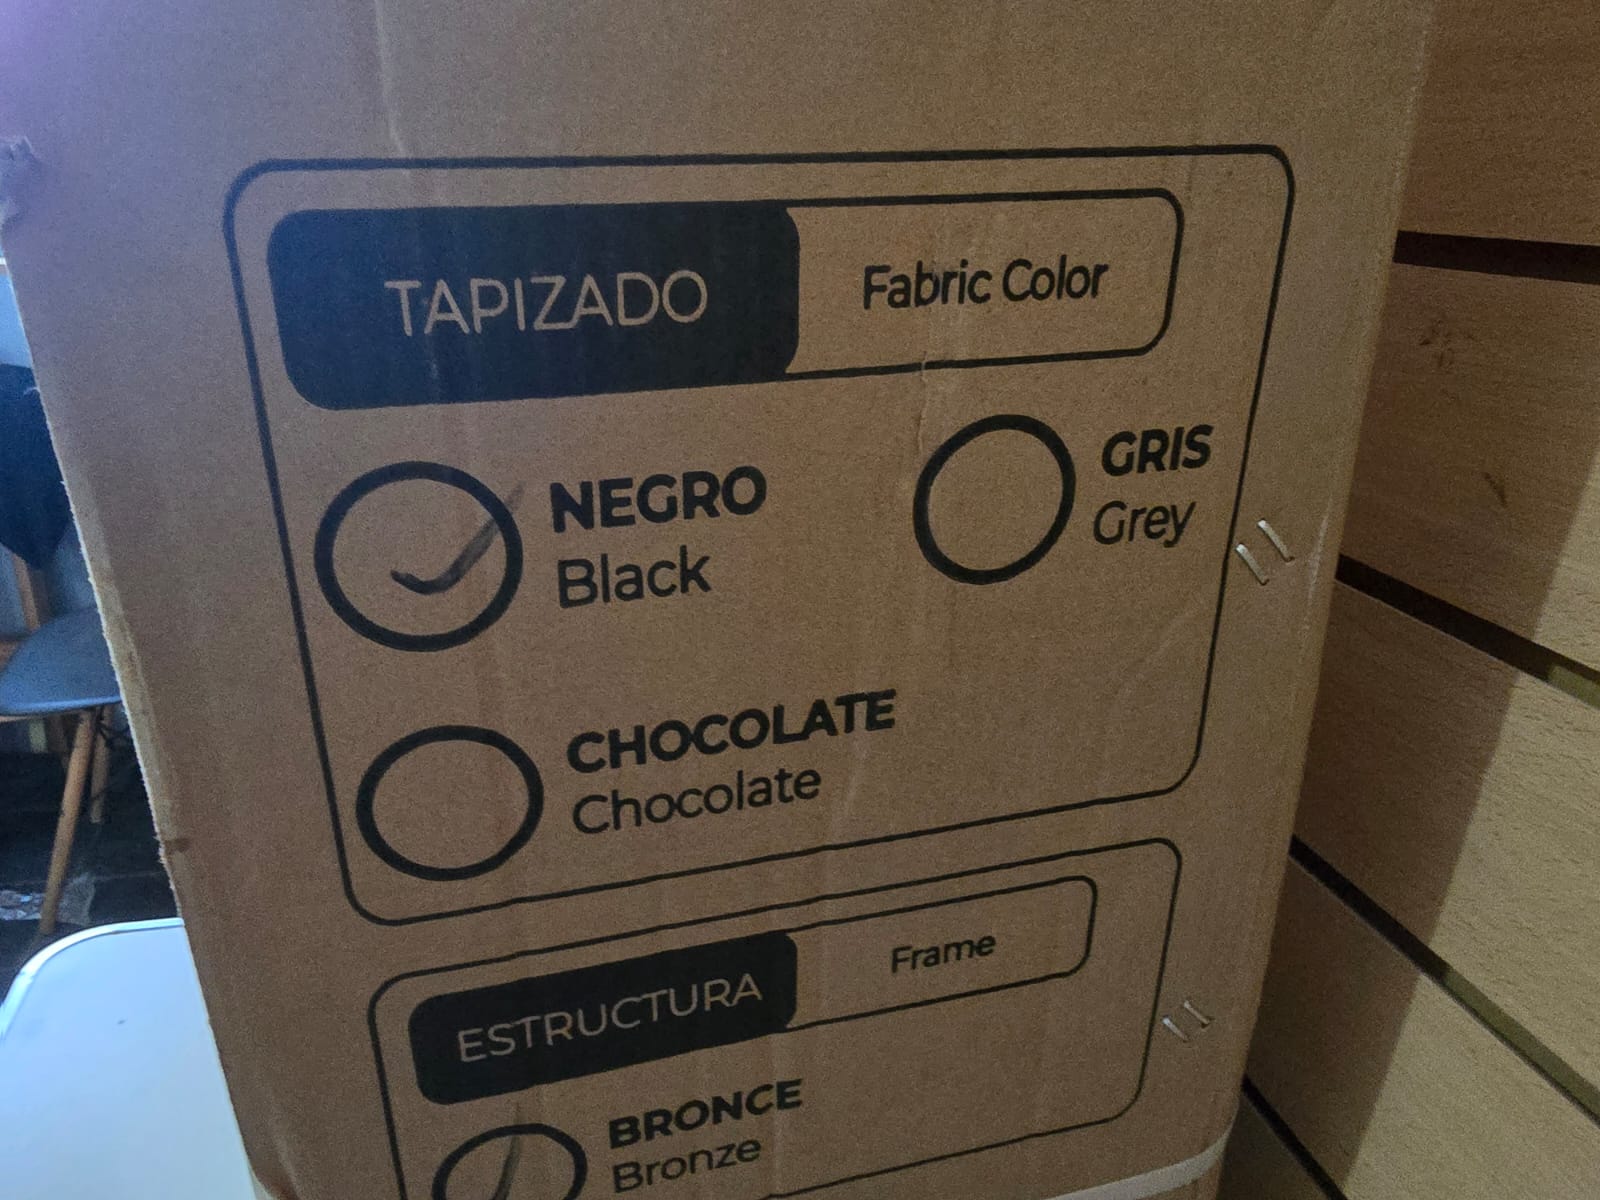 TAPIZADO Fabric Color
NEGRO
Black
GRIS
Grey
CHOCOLATE
Chocolate
ESTRUCTURA Frame
BRONCE
Bronze